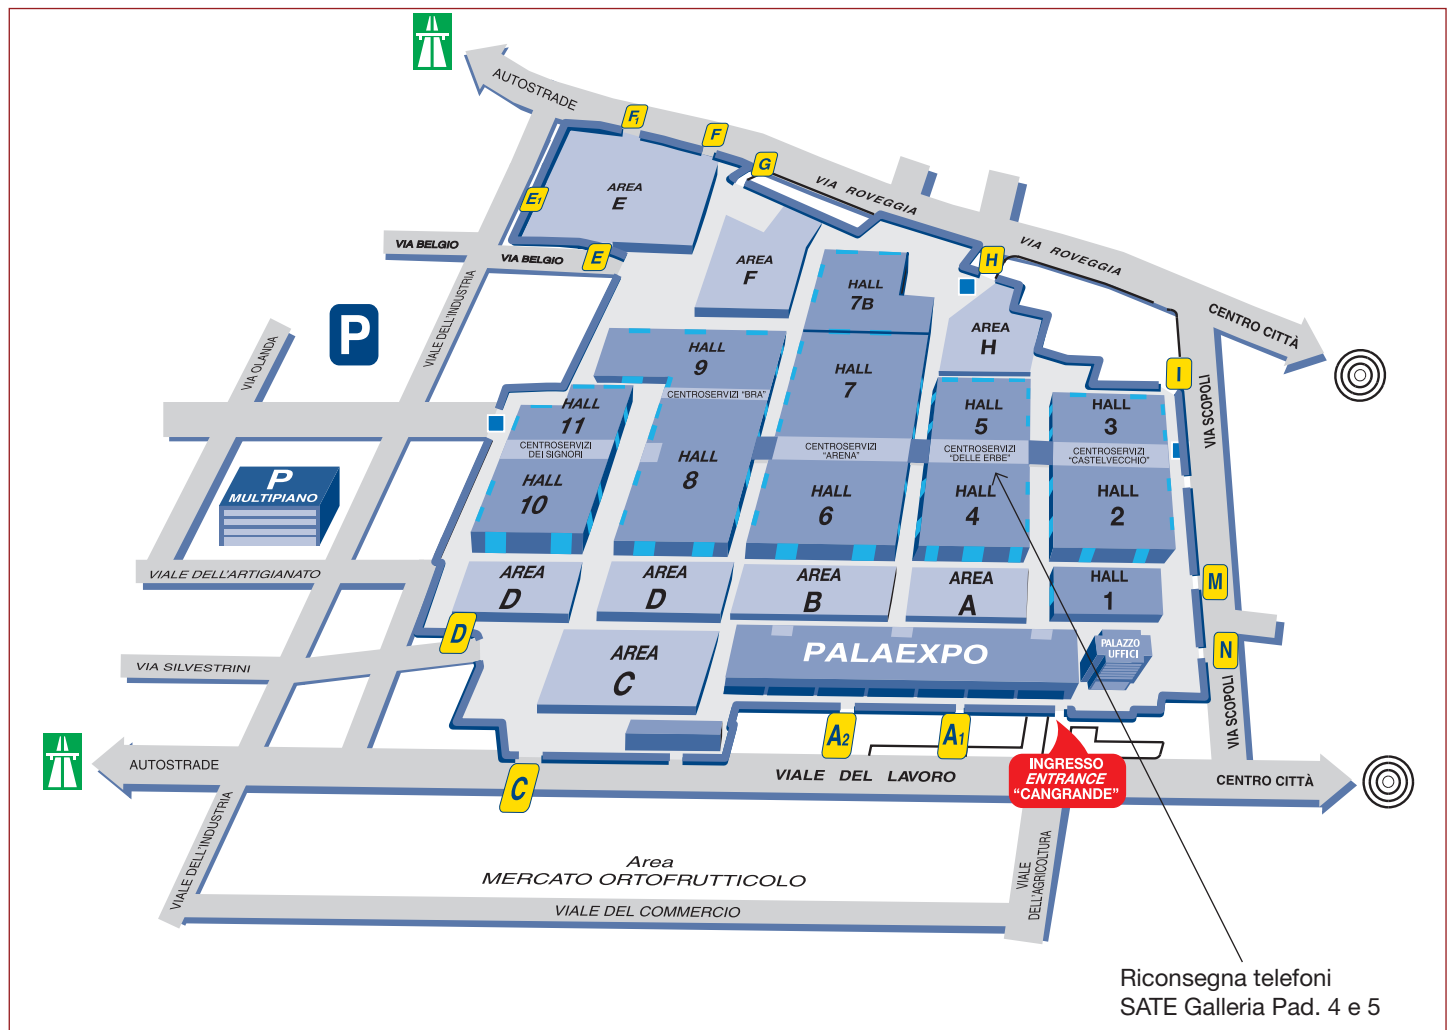 AUTOSTRADE
F1
F
G
VIA ROVEGGIA
AREA
E
E1
E
VIA BELGIO
VIA BELGIO
VIALE DELL'INDUSTRIA
AREA
F
HALL
7B
H
VIA ROVEGGIA
CENTRO CITTÀ
AREA
H
I
VIA SCOPOLI
P
VIA OLANDA
HALL
9
CENTROSERVIZI "BRA"
HALL
7
HALL
5
HALL
3
HALL
11
CENTROSERVIZI
DEI SIGNORI
HALL
10
HALL
8
CENTROSERVIZI
"ARENA"
CENTROSERVIZI
"DELLE ERBE"
CENTROSERVIZI
"CASTELVECCHIO"
P
MULTIPIANO
HALL
6
HALL
4
HALL
2
VIALE DELL'ARTIGIANATO
AREA
D
AREA
D
AREA
B
AREA
A
HALL
1
M
D
VIA SILVESTRINI
AREA
C
PALAEXPO
PALAZZO
UFFICI
N
VIA SCOPOLI
A2
A1
AUTOSTRADE
C
VIALE DEL LAVORO
INGRESSO
ENTRANCE
"CANGRANDE"
CENTRO CITTÀ
VIALE DELL'INDUSTRIA
Area
MERCATO ORTOFRUTTICOLO
VIALE
DELL'AGRICOLTURA
VIALE DEL COMMERCIO
Riconsegna telefoni
SATE Galleria Pad. 4 e 5